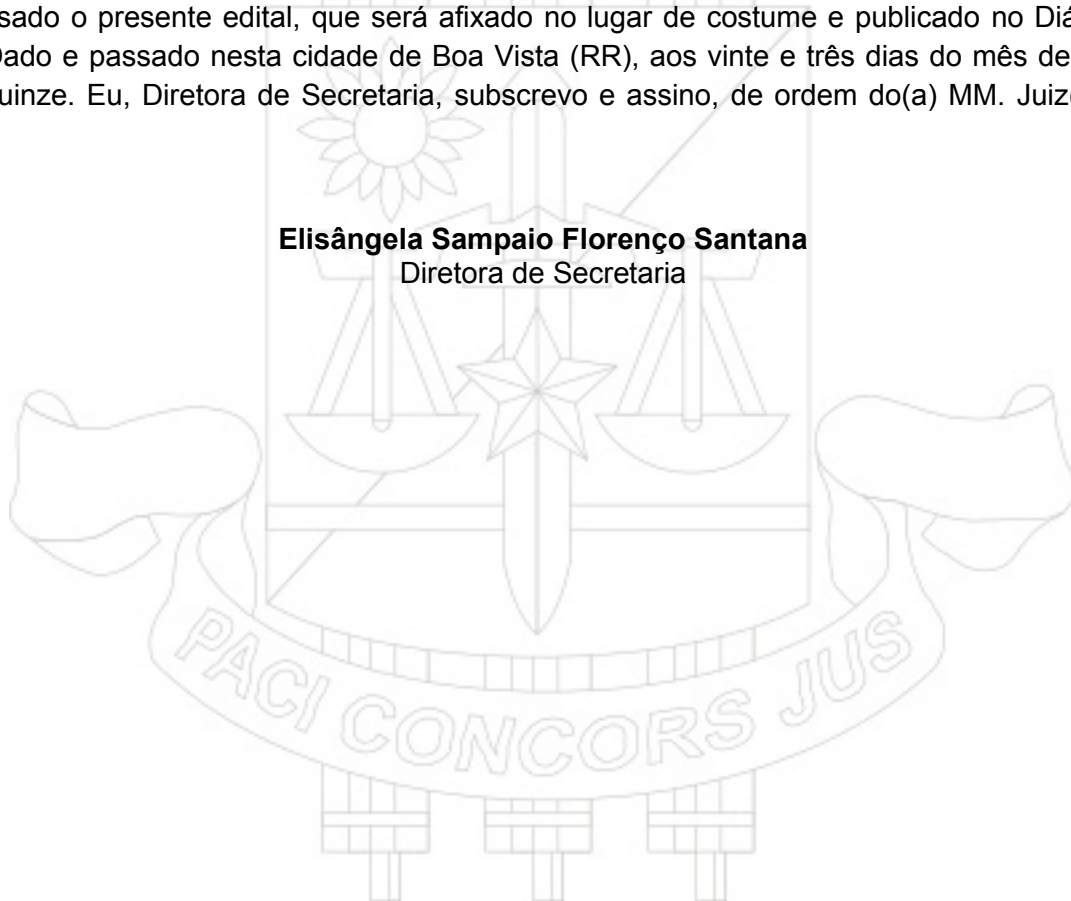 sado o presente edital, que será afixado no lugar de costume e publicado no Diá
Dado e passado nesta cidade de Boa Vista (RR), aos vinte e três dias do mês de
uinze. Eu, Diretora de Secretaria, subscrevo e assino, de ordem do(a) MM. Juiz
Elisângela Sampaio Florenço Santana
Diretora de Secretaria
PACI CONCORS JUS